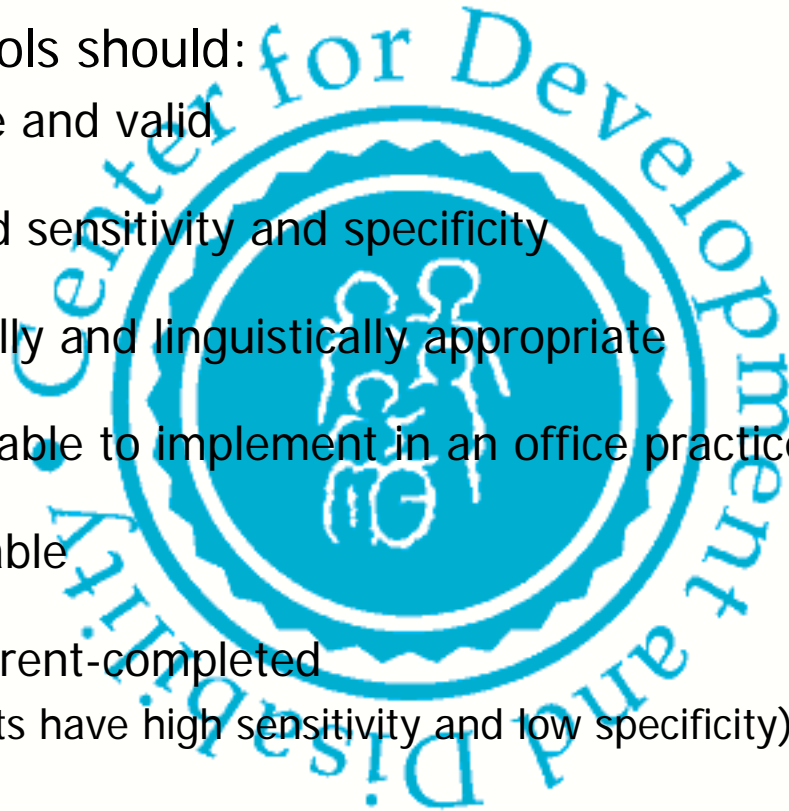 ols should:
e and valid
d sensitivity and specificity
lly and linguistically appropriate
able to implement in an office practice
able
rent-completed
ts have high sensitivity and low specificity)
Center for Development and Disability •